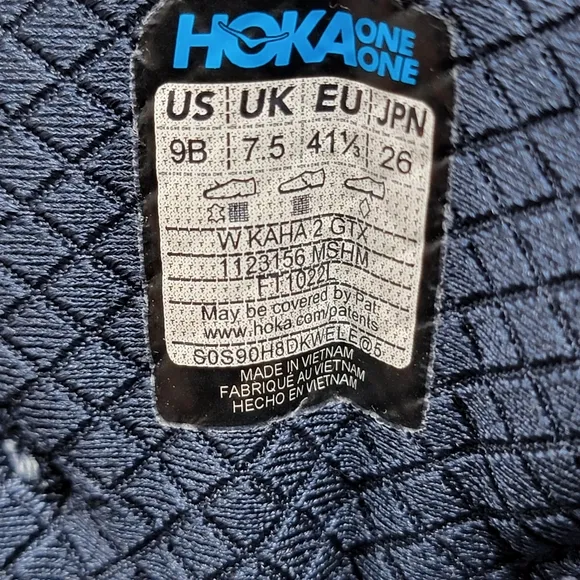 HOKA ONE ONE
US UK EU JPN
9B 7.5 41⅓ 26
W KAHA 2 GTX
1123156 MSHM
F11022I
May be covered by Pat:
www.hoka.com/patents
S0S90H8DKWELE@5
MADE IN VIETNAM
FABRIQUÉ AU VIETNAM
HECHO EN VIETNAM